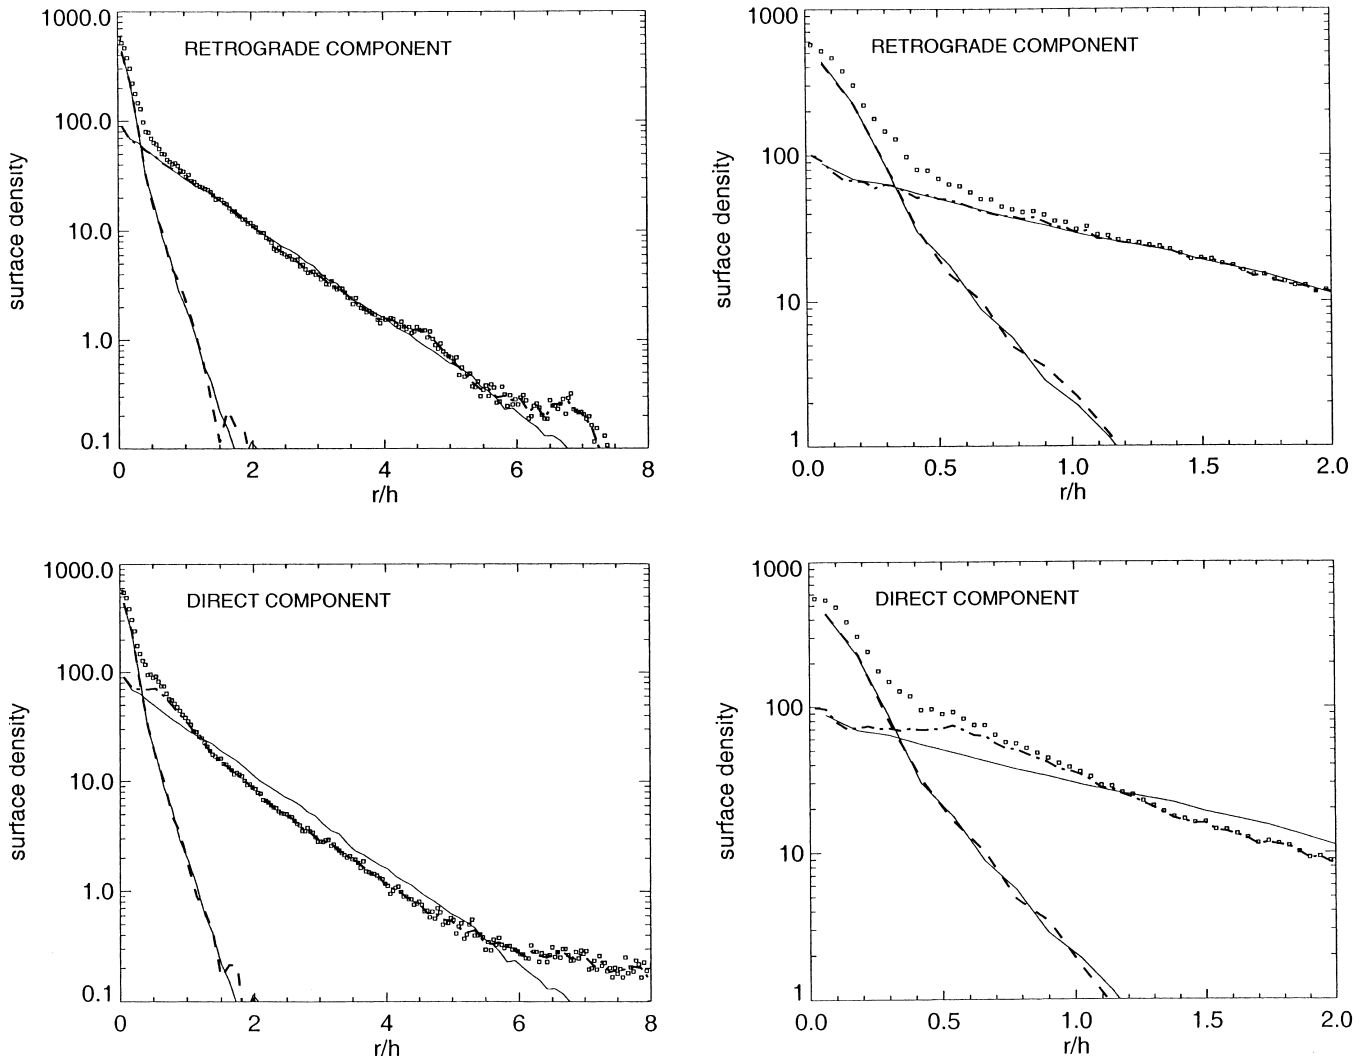 1000.0
100.0
10.0
1.0
0.1
surface density
RETROGRADE COMPONENT
0 2 4 6 8
r/h
1000
100
10
1
surface density
RETROGRADE COMPONENT
0.0 0.5 1.0 1.5 2.0
r/h
1000.0
100.0
10.0
1.0
0.1
surface density
DIRECT COMPONENT
0 2 4 6 8
r/h
1000
100
10
1
surface density
DIRECT COMPONENT
0.0 0.5 1.0 1.5 2.0
r/h